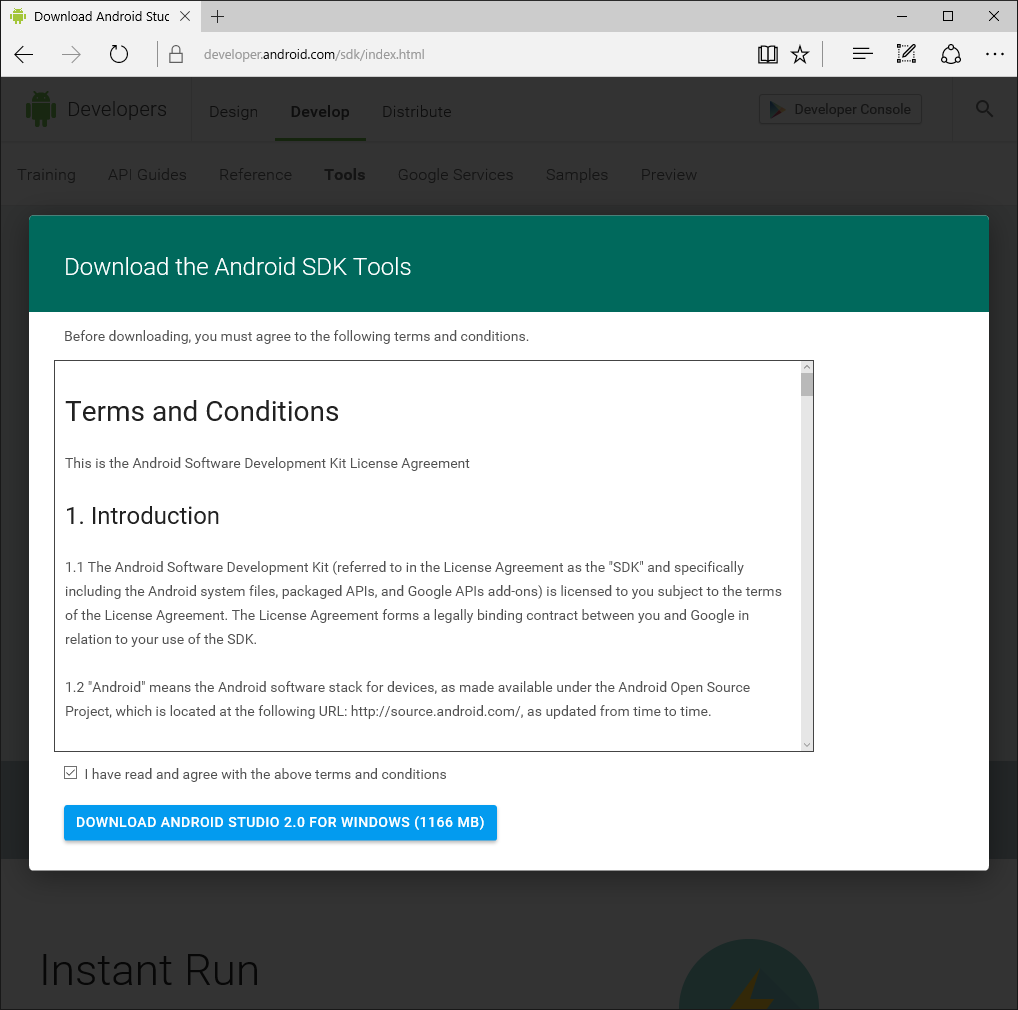 Download Android Stuc
developer.android.com/sdk/index.html
Developers
Design
Develop
Distribute
Developer Console
Training
API Guides
Reference
Tools
Google Services
Samples
Preview
Download the Android SDK Tools
Before downloading, you must agree to the following terms and conditions.
Terms and Conditions
This is the Android Software Development Kit License Agreement
1. Introduction
1.1 The Android Software Development Kit (referred to in the License Agreement as the "SDK" and specifically
including the Android system files, packaged APIs, and Google APIs add-ons) is licensed to you subject to the terms
of the License Agreement. The License Agreement forms a legally binding contract between you and Google in
relation to your use of the SDK.
1.2 "Android" means the Android software stack for devices, as made available under the Android Open Source
Project, which is located at the following URL: http://source.android.com/, as updated from time to time.
I have read and agree with the above terms and conditions
DOWNLOAD ANDROID STUDIO 2.0 FOR WINDOWS (1166 MB)
Instant Run